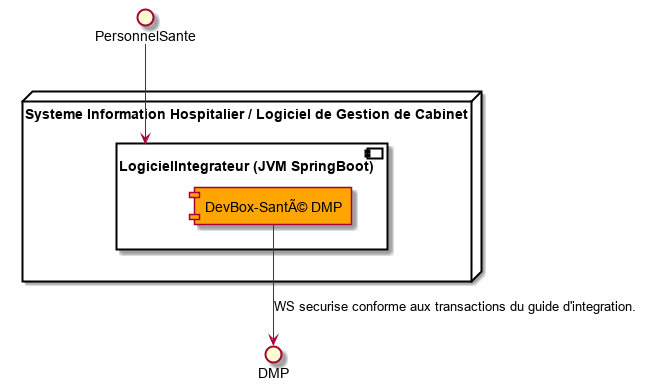 PersonnelSante
Systeme Information Hospitalier / Logiciel de Gestion de Cabinet
LogicielIntegrateur (JVM SpringBoot)
DevBox-SantÃ© DMP
WS securise conforme aux transactions du guide d'integration.
DMP